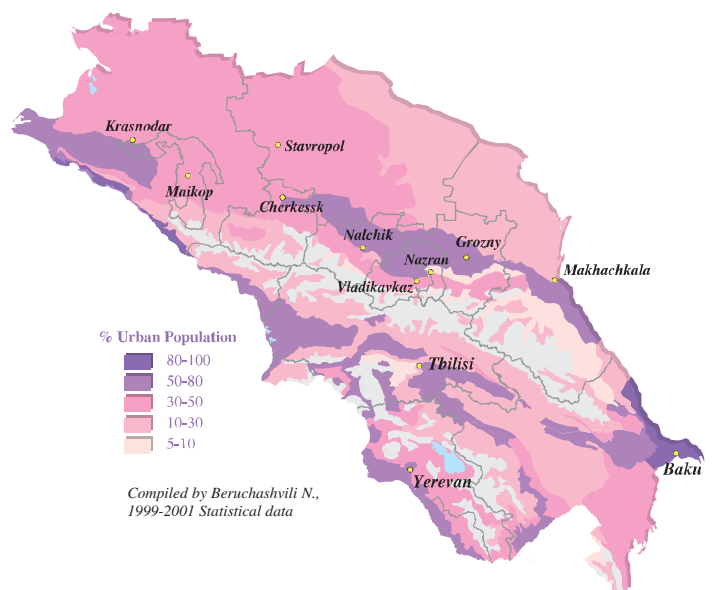 Krasnodar
Stavropol
Maikop
Cherkessk
Nalchik
Grozny
Nazran
Makhachkala
Vladikavkaz
% Urban Population
80-100
50-80
30-50
10-30
5-10
Tbilisi
Baku
Yerevan
Compiled by Beruchashvili N.,
1999-2001 Statistical data